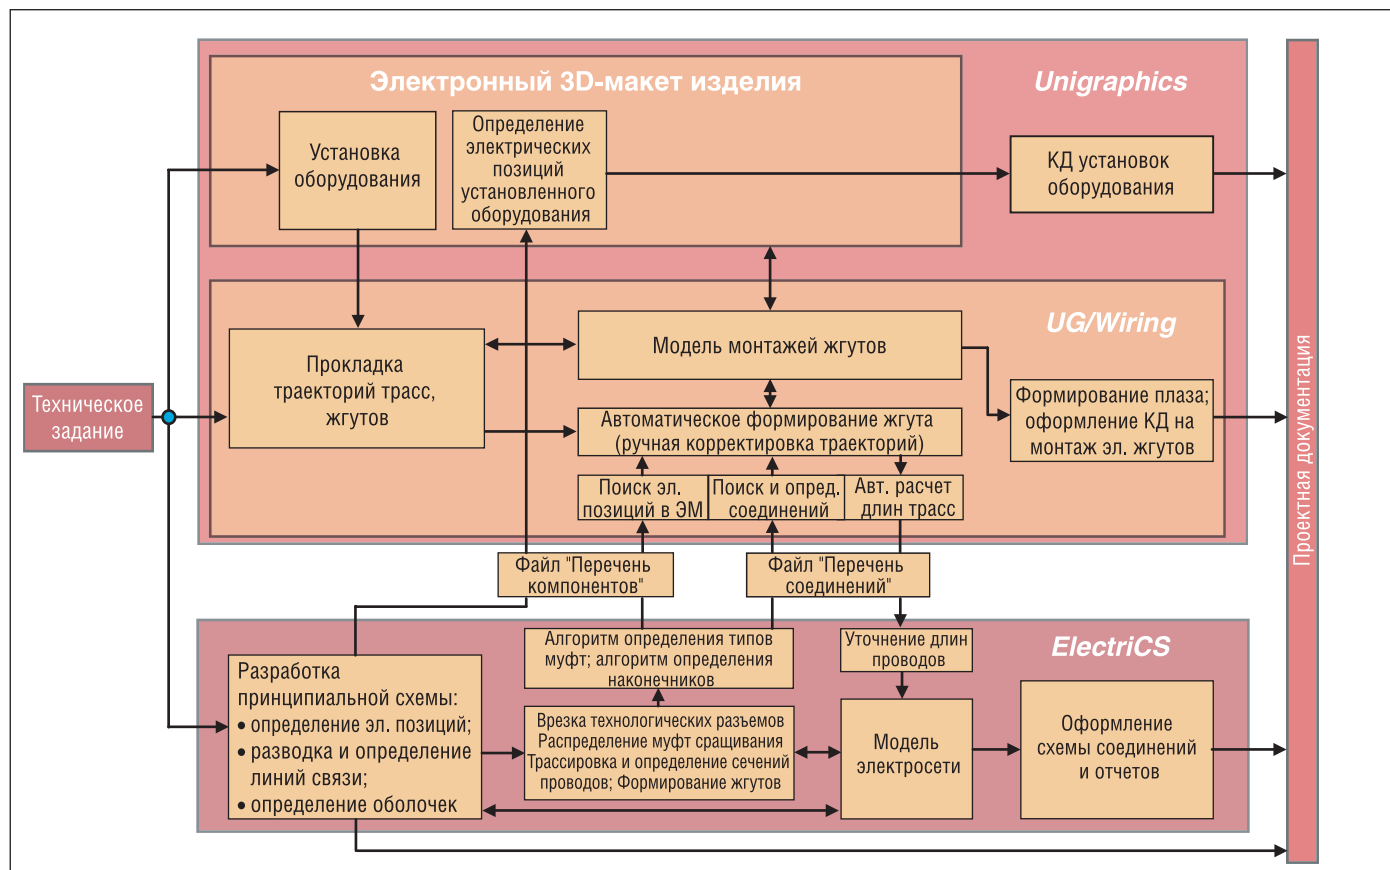 Электронный 3D-макет изделия
Unigraphics
Установка
оборудования
Определение
электрических
позиций
установленного
оборудования
КД установок
оборудования
UG/Wiring
Прокладка
траекторий трасс,
жгутов
Модель монтажей жгутов
Техническое
задание
Автоматическое формирование жгута
(ручная корректировка траекторий)
Формирование плаза;
оформление КД на
монтаж эл. жгутов
Поиск эл.
позиций в ЭМ
Поиск и опред.
соединений
Авт. расчет
длин трасс
Проектная документация
Файл "Перечень
компонентов"
Файл "Перечень
соединений"
ElectriCS
Разработка
принципиальной схемы:
• определение эл. позиций;
• разводка и определение
линий связи;
• определение оболочек
Алгоритм определения типов
муфт; алгоритм определения
наконечников
Уточнение длин
проводов
Врезка технологических разъемов
Распределение муфт сращивания
Трассировка и определение сечений
проводов; Формирование жгутов
Модель
электросети
Оформление
схемы соединений
и отчетов